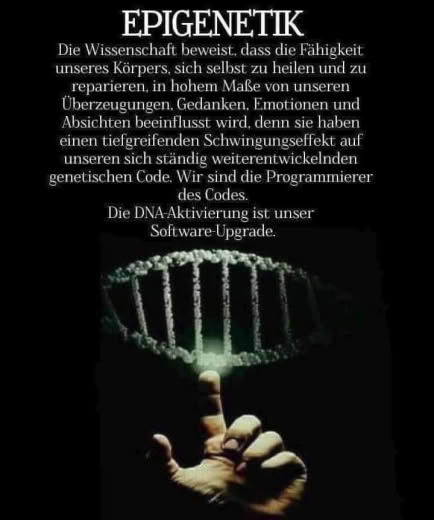 EPIGENETIK
Die Wissenschaft beweist, dass die Fähigkeit
unseres Körpers, sich selbst zu heilen und zu
reparieren, in hohem Maße von unseren
Überzeugungen, Gedanken, Emotionen und
Absichten beeinflusst wird, denn sie haben
einen tiefgreifenden Schwingungseffekt auf
unseren sich ständig weiterentwickelnden
genetischen Code. Wir sind die Programmierer
des Codes.
Die DNA-Aktivierung ist unser
Software-Upgrade.